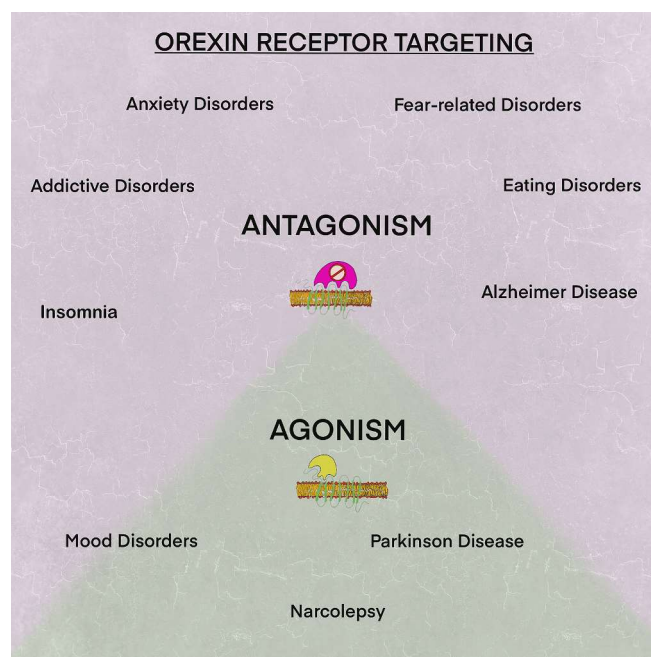 OREXIN RECEPTOR TARGETING
Anxiety Disorders
Fear-related Disorders
Addictive Disorders
Eating Disorders
ANTAGONISM
Alzheimer Disease
Insomnia
AGONISM
Mood Disorders
Parkinson Disease
Narcolepsy